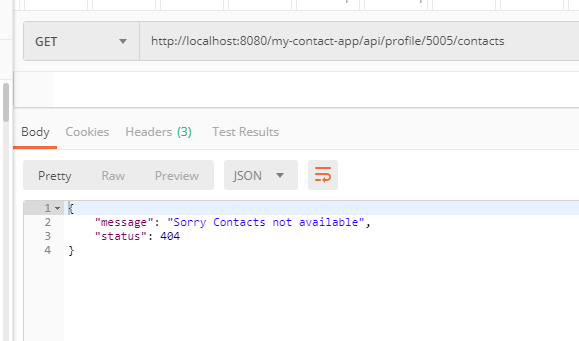 GET http://localhost:8080/my-contact-app/api/profile/5005/contacts
Body Cookies Headers (3) Test Results
Pretty Raw Preview JSON
1 {
2 "message": "Sorry Contacts not available",
3 "status": 404
4 }